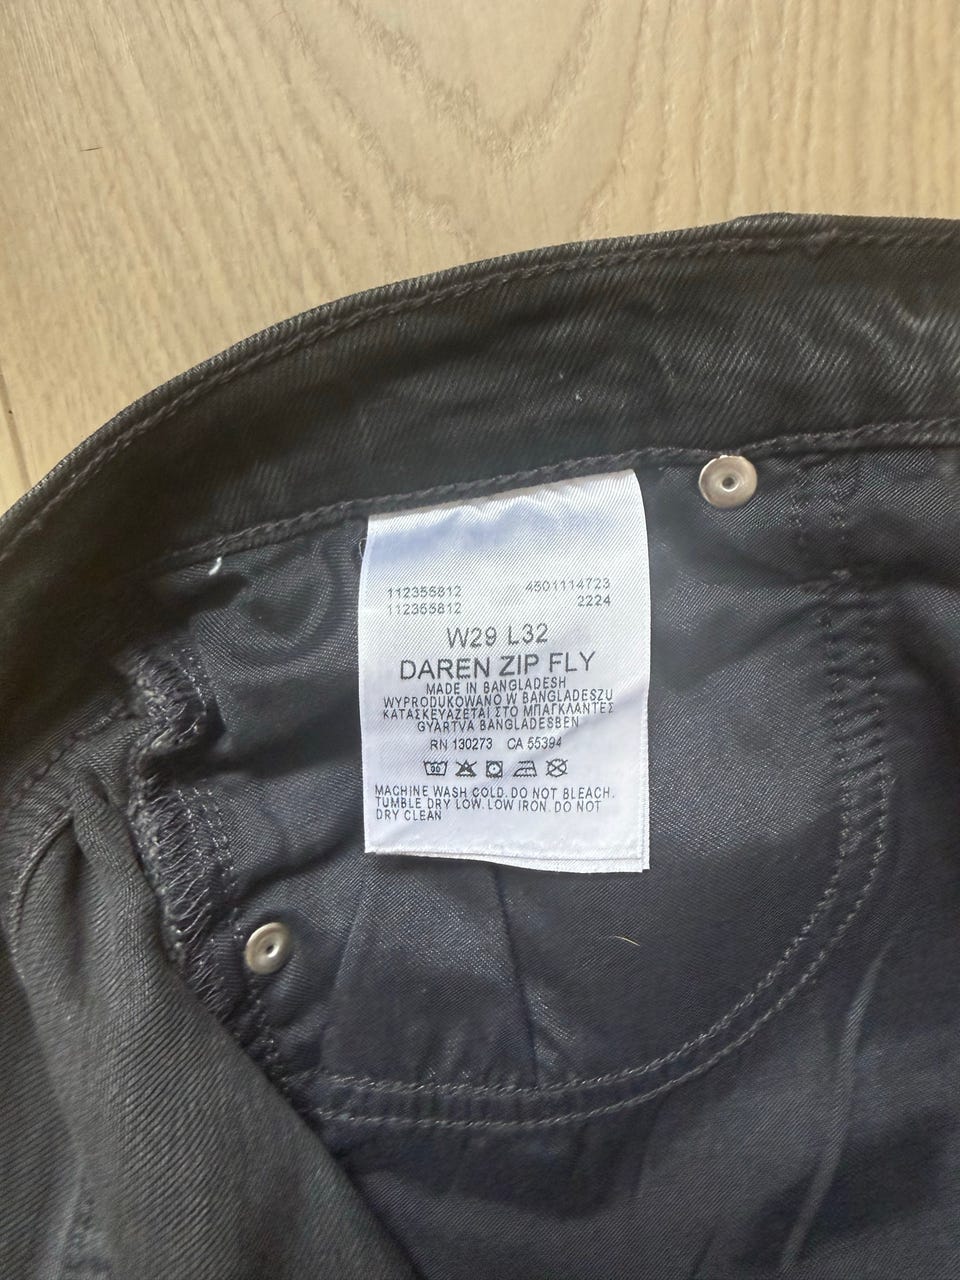 112355812 4501114723
112355812 2224
W29 L32
DAREN ZIP FLY
MADE IN BANGLADESH
WYPRODUKOWANO W BANGLADESZU
ΚΑΤΑΣΚΕΥΑΖΕΤΑΙ ΣΤΟ ΜΠΑΓΚΛΑΝΤΕΣ
GYÁRTVA BANGLADESBEN
RN 130273 CA 55394
MACHINE WASH COLD. DO NOT BLEACH.
TUMBLE DRY LOW. LOW IRON. DO NOT
DRY CLEAN